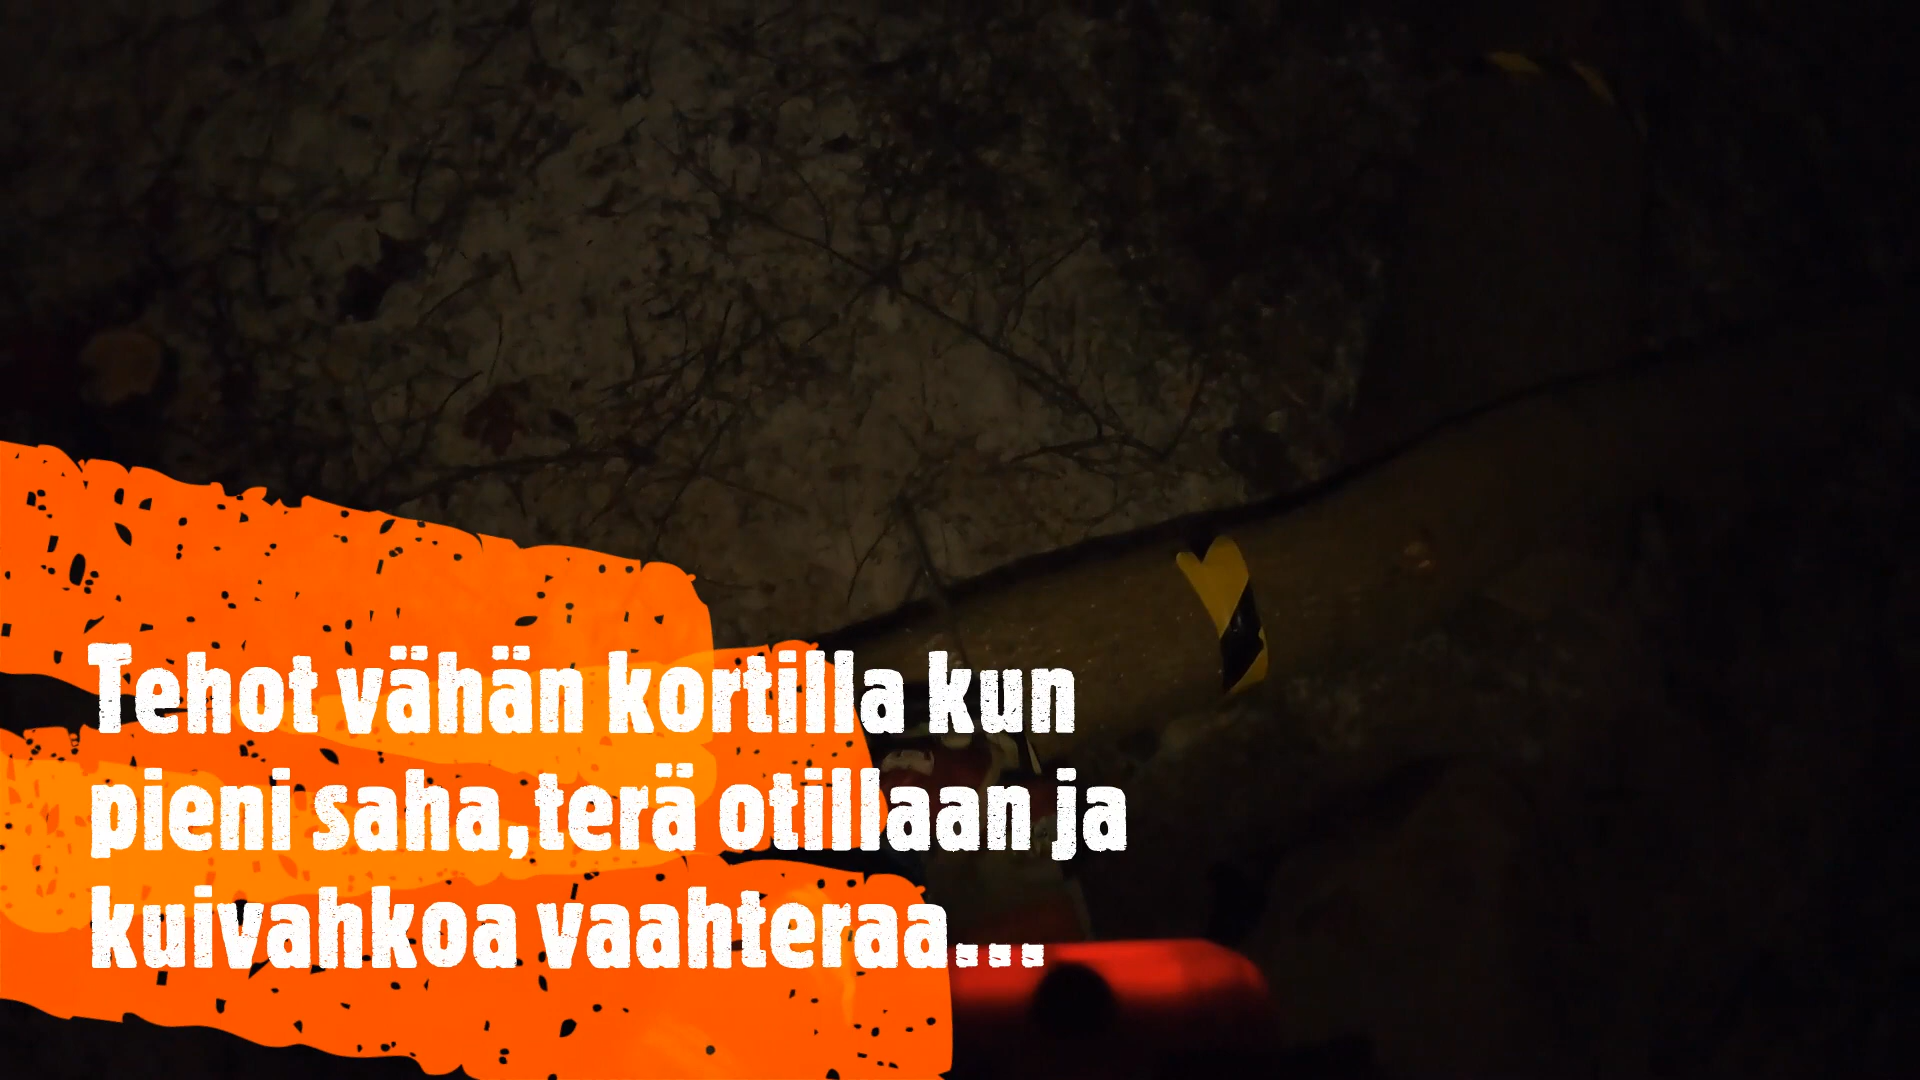 Tehot vähän kortilla kun
pieni saha,terä otillaan ja
kuivahkoa vaahteraa...